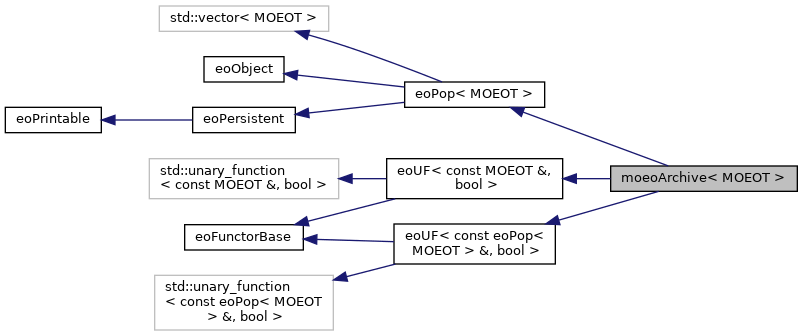 std::vector< MOEOT >
eoObject
eoPop< MOEOT >
eoPrintable
eoPersistent
std::unary_function
< const MOEOT &, bool >
eoUF< const MOEOT &,
bool >
moeoArchive< MOEOT >
eoFunctorBase
eoUF< const eoPop<
MOEOT > &, bool >
std::unary_function
< const eoPop< MOEOT
> &, bool >